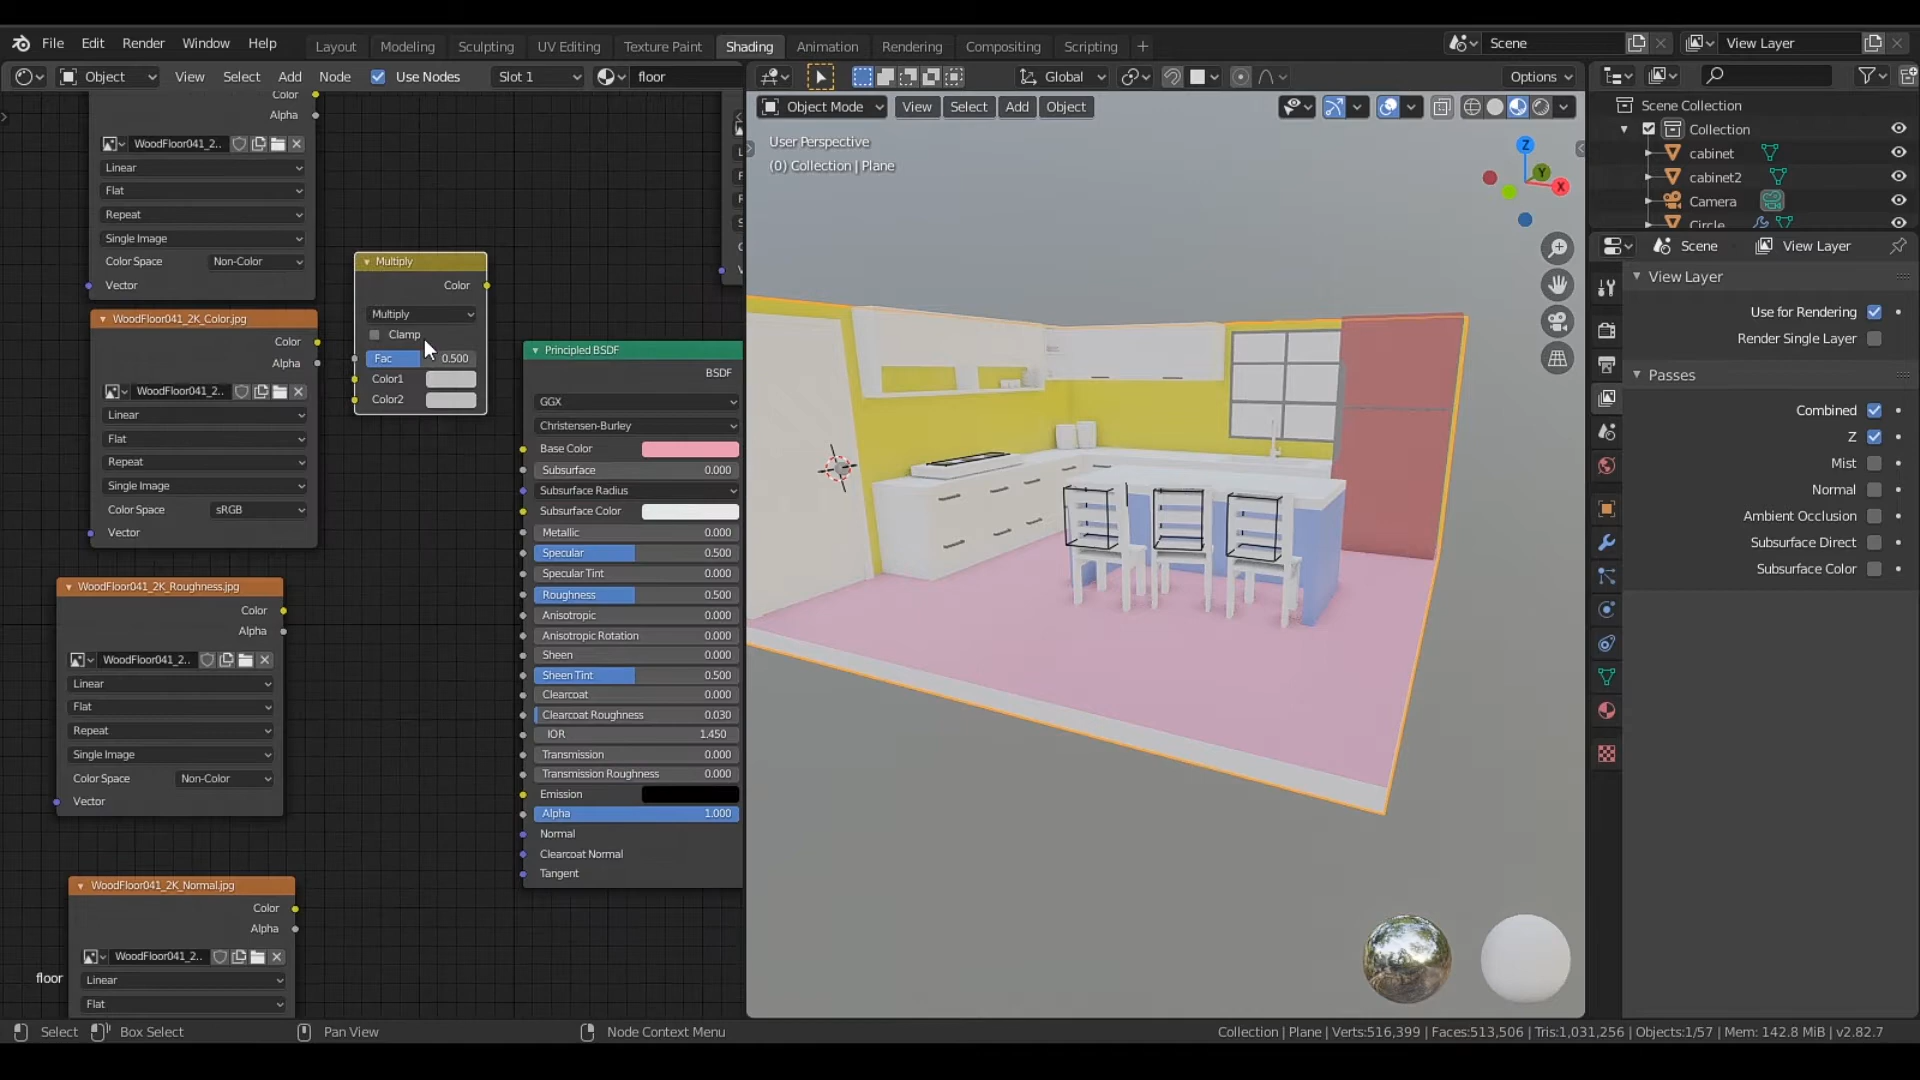 File Edit Render Window Help Layout Modeling Sculpting UV Editing Texture Paint Shading Animation Rendering Compositing Scripting + Scene View Layer
Object View Select Add Node Use Nodes Slot 1 floor Global Options
Object Mode View Select Add Object
User Perspective
(0) Collection | Plane
Color
Alpha
WoodFloor041_2..
Linear
Flat
Repeat
Single Image
Color Space Non-Color
Vector
WoodFloor041_2K_Color.jpg
Color
Alpha
WoodFloor041_2..
Linear
Flat
Repeat
Single Image
Color Space sRGB
Vector
WoodFloor041_2K_Roughness.jpg
Color
Alpha
WoodFloor041_2..
Linear
Flat
Repeat
Single Image
Color Space Non-Color
Vector
WoodFloor041_2K_Normal.jpg
Color
Alpha
WoodFloor041_2..
Linear
Flat
floor
Multiply
Color
Multiply
Clamp
Fac 0.500
Color1
Color2
Principled BSDF
BSDF
GGX
Christensen-Burley
Base Color
Subsurface 0.000
Subsurface Radius
Subsurface Color
Metallic 0.000
Specular 0.500
Specular Tint 0.000
Roughness 0.500
Anisotropic 0.000
Anisotropic Rotation 0.000
Sheen 0.000
Sheen Tint 0.500
Clearcoat 0.000
Clearcoat Roughness 0.030
IOR 1.450
Transmission 0.000
Transmission Roughness 0.000
Emission
Alpha 1.000
Normal
Clearcoat Normal
Tangent
Z
Y
X
Scene Collection
Collection
cabinet
cabinet2
Camera
Circle
Scene View Layer
View Layer
Use for Rendering
Render Single Layer
Passes
Combined
Z
Mist
Normal
Ambient Occlusion
Subsurface Direct
Subsurface Color
Select Box Select Pan View Node Context Menu Collection | Plane | Verts:516,399 | Faces:513,506 | Tris:1,031,256 | Objects:1/57 | Mem: 142.8 MiB | v2.82.7